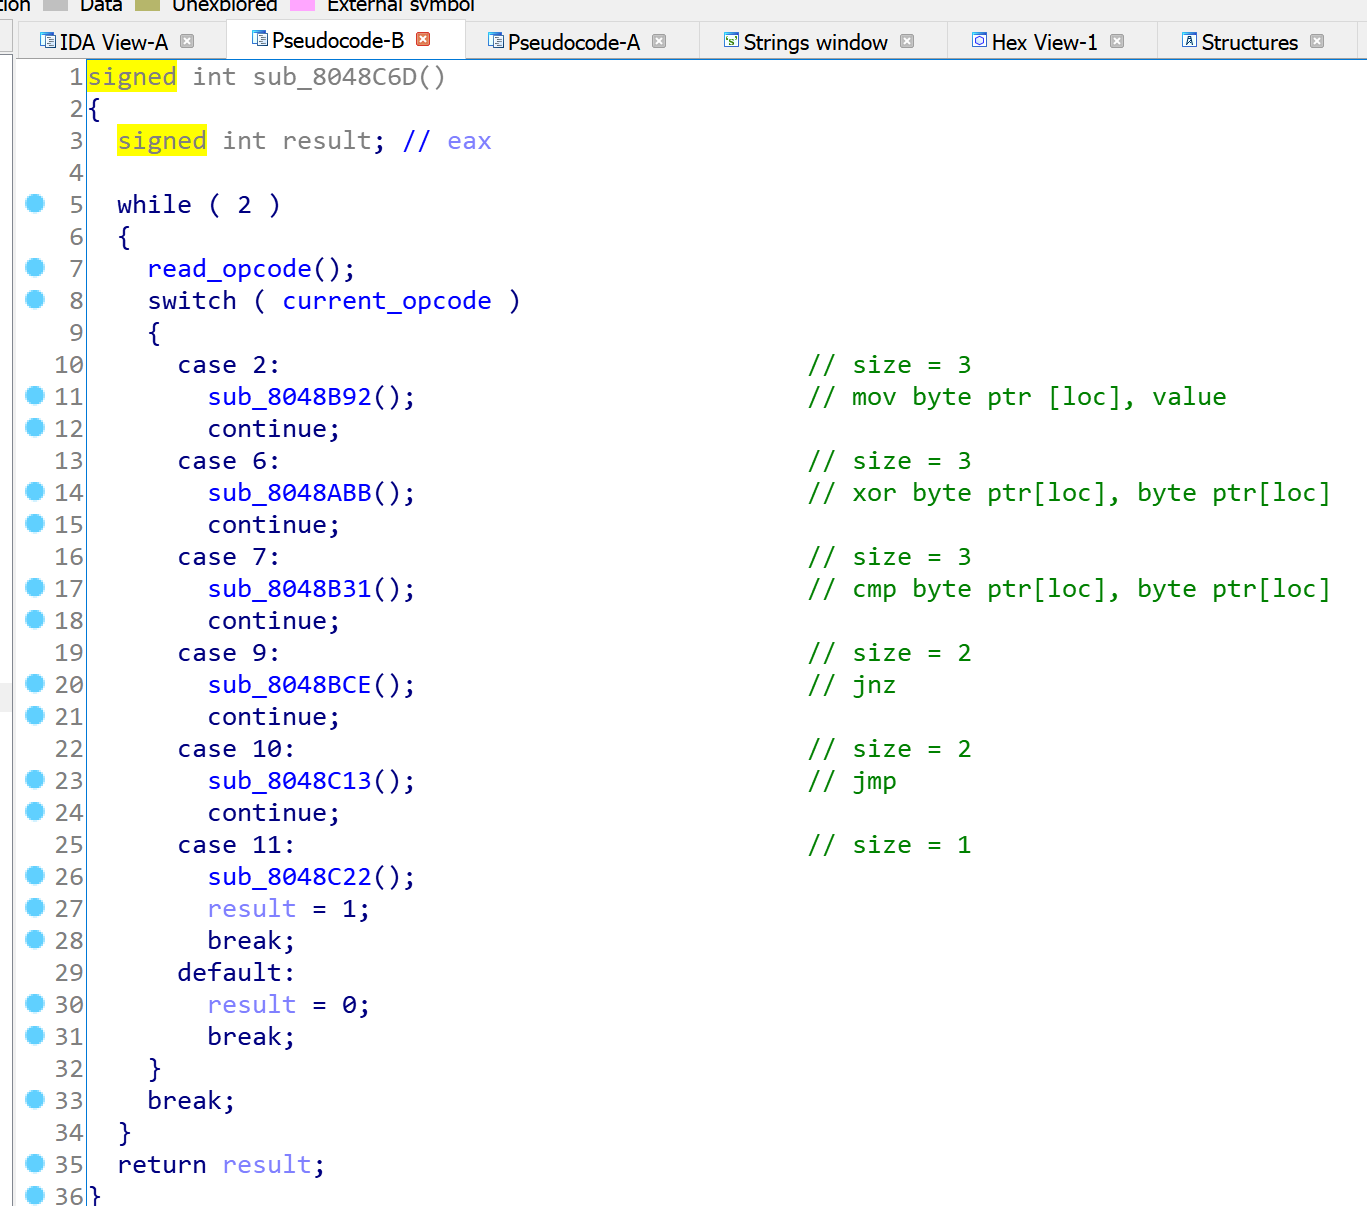 tion Data Unexplored External symbol
IDA View-A Pseudocode-B Pseudocode-A Strings window Hex View-1 Structures
1 signed int sub_8048C6D()
2 {
3 signed int result; // eax
4
5 while ( 2 )
6 {
7 read_opcode();
8 switch ( current_opcode )
9 {
10 case 2: // size = 3
11 sub_8048B92(); // mov byte ptr [loc], value
12 continue;
13 case 6: // size = 3
14 sub_8048ABB(); // xor byte ptr[loc], byte ptr[loc]
15 continue;
16 case 7: // size = 3
17 sub_8048B31(); // cmp byte ptr[loc], byte ptr[loc]
18 continue;
19 case 9: // size = 2
20 sub_8048BCE(); // jnz
21 continue;
22 case 10: // size = 2
23 sub_8048C13(); // jmp
24 continue;
25 case 11: // size = 1
26 sub_8048C22();
27 result = 1;
28 break;
29 default:
30 result = 0;
31 break;
32 }
33 break;
34 }
35 return result;
36 }